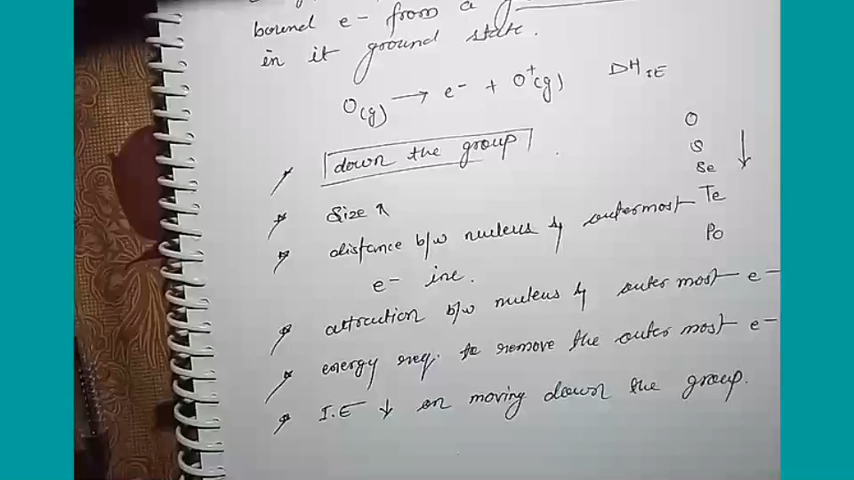 bound e- from a
in it ground state.
O(g) → e- + O+(g) DH IE
down the group
O
S
Se
Te
Po
Size ↑
distance b/w nucleus & outermost
e- inc.
attraction b/w nucleus & outer most e-
energy req. to remove the outer most e-
I.E ↓ on moving down the group.